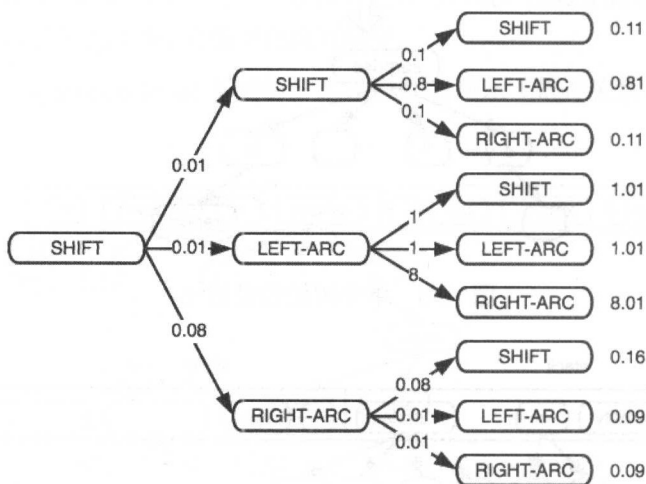 SHIFT 0.11
0.1
SHIFT 0.8 LEFT-ARC 0.81
0.1
RIGHT-ARC 0.11
0.01
SHIFT 1.01
1
SHIFT 0.01 LEFT-ARC 1 LEFT-ARC 1.01
8
RIGHT-ARC 8.01
0.08
SHIFT 0.16
0.08
RIGHT-ARC 0.01 LEFT-ARC 0.09
0.01
RIGHT-ARC 0.09